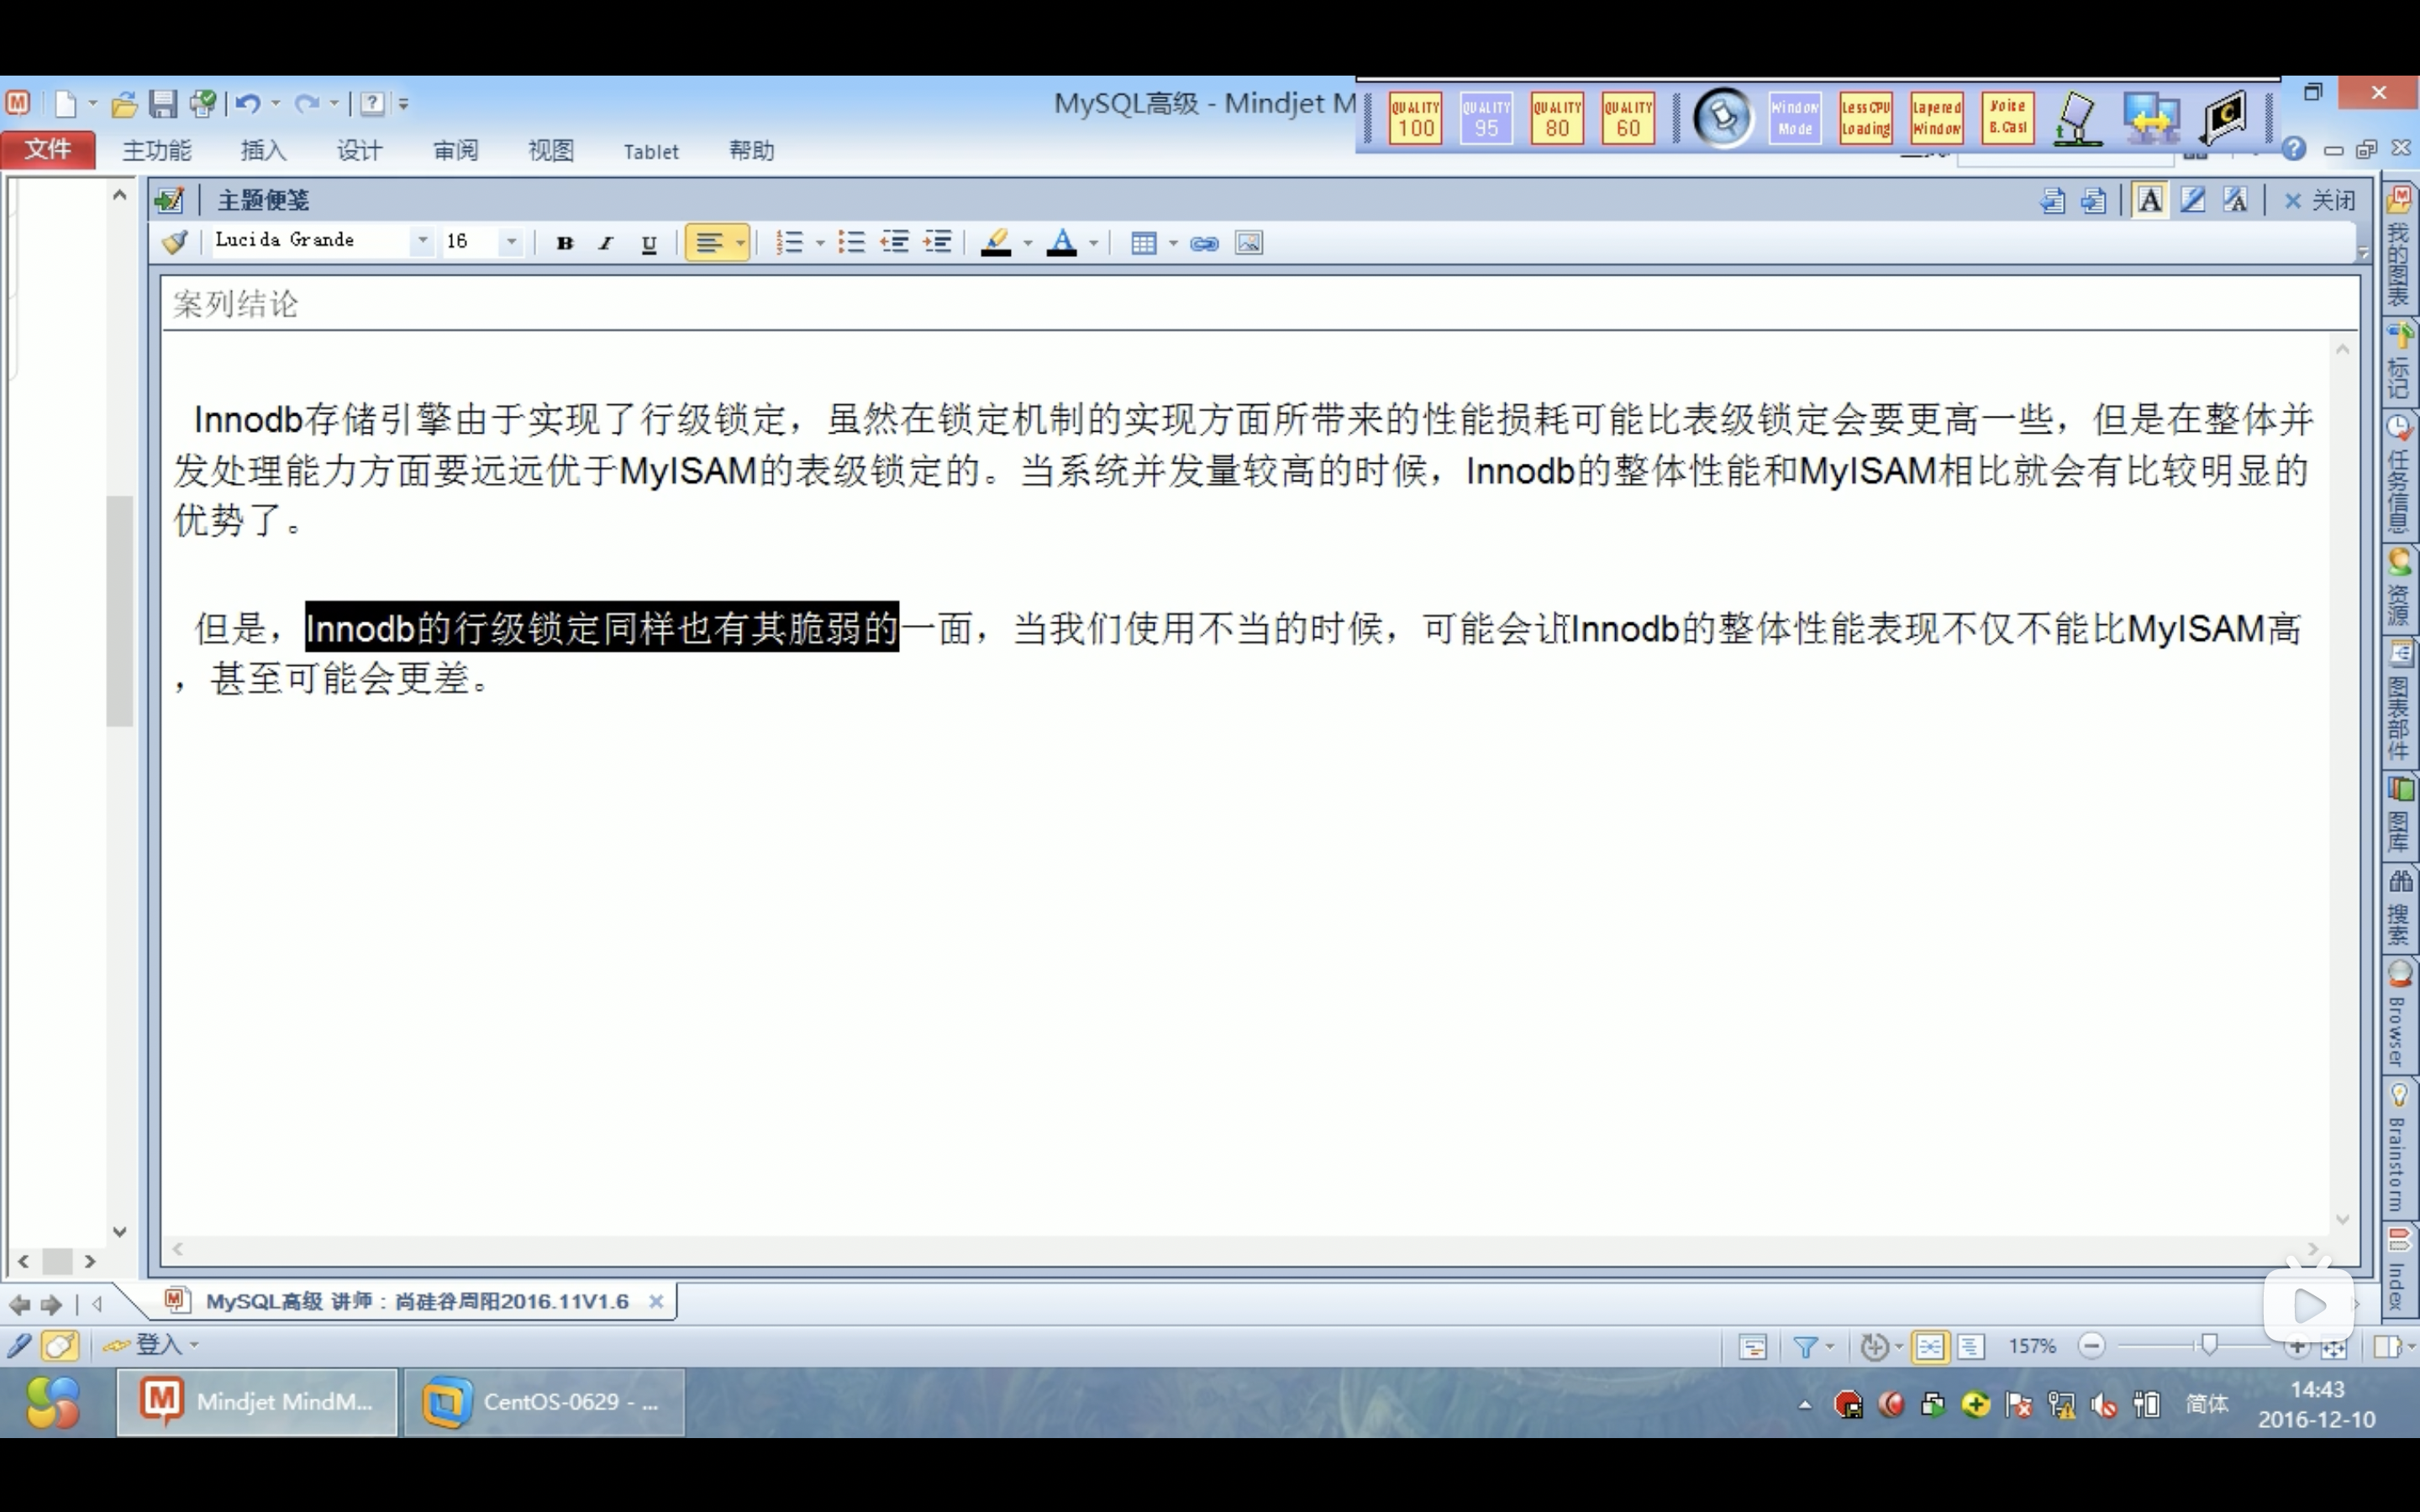 MySQL高级 - Mindjet M
QUALITY 100
QUALITY 95
QUALITY 80
QUALITY 60
Window Mode
Less CPU Loading
Layered Window
Voice B.Cast
文件 主功能 插入 设计 审阅 视图 Tablet 帮助
主题便笺
关闭
Lucida Grande 16 B I U
案列结论
Innodb存储引擎由于实现了行级锁定，虽然在锁定机制的实现方面所带来的性能损耗可能比表级锁定会要更高一些，但是在整体并
发处理能力方面要远远优于MyISAM的表级锁定的。当系统并发量较高的时候，Innodb的整体性能和MyISAM相比就会有比较明显的
优势了。
但是，Innodb的行级锁定同样也有其脆弱的一面，当我们使用不当的时候，可能会让Innodb的整体性能表现不仅不能比MyISAM高
，甚至可能会更差。
我的图表
标记
任务信息
资源
图表部件
图库
搜索
Browser
Brainstorm
Index
MySQL高级 讲师：尚硅谷周阳2016.11V1.6
登入
157%
Mindjet MindM...
CentOS-0629 - ...
简体
14:43
2016-12-10